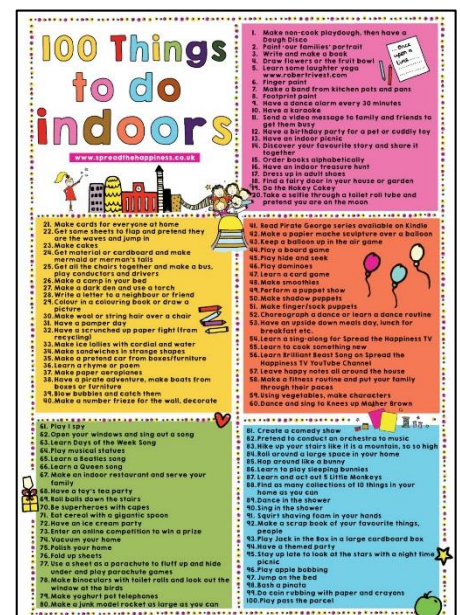 100 Things
to do
indoors
www.spreadthehappiness.co.uk
1. Make non-cook playdough, then have a
Dough Disco
2. Paint our families' portrait
3. Write and make a book
4. Draw flowers or the fruit bowl
5. Learn some laughter yoga
www.robertrivest.com
6. Finger paint
7. Make a band from kitchen pots and pans
8. Footprint paint
9. Have a dance alarm every 30 minutes
10. Have a karaoke
11. Send a video message to family and friends to
get them busy
12. Have a birthday party for a pet or cuddly toy
13. Have an indoor picnic
14. Discover your favourite story and share it
together
15. Order books alphabetically
16. Have an indoor treasure hunt
17. Dress up in adult shoes
18. Find a fairy door in your house or garden
19. Do the Hokey Cokey
20. Take a selfie through a toilet roll tube and
pretend you are on the moon
Once
upon a
time
21. Make cards for everyone at home
22. Get some sheets to flap and pretend they
are the waves and jump in
23. Make cakes
24. Get material or cardboard and make
mermaid or merman's tails
25. Get all the chairs together and make a bus,
play conductors and drivers
26. Make a camp in your bed
27. Make a dark den and use a torch
28. Write a letter to a neighbour or friend
29. Colour in a colouring book or draw a
picture
30. Make wool or string hair over a chair
31. Have a pamper day
32. Have a scrunched up paper fight (from
recycling)
33. Make ice lollies with cordial and water
34. Make sandwiches in strange shapes
35. Make a pretend car from boxes/furniture
36. Learn a rhyme or poem
37. Make paper aeroplanes
38. Have a pirate adventure, make boats from
boxes or furniture
39. Blow bubbles and catch them
40. Make a number frieze for the wall, decorate
41. Read Pirate George series available on Kindle
42. Make a papier mache sculpture over a balloon
43. Keep a balloon up in the air game
44. Play a board game
45. Play hide and seek
46. Play dominoes
47. Learn a card game
48. Make smoothies
49. Perform a puppet show
50. Make shadow puppets
51. Make finger/sock puppets
52. Choreograph a dance or learn a dance routine
53. Have an upside down meals day, lunch for
breakfast etc.
54. Learn a sing-along for Spread the Happiness TV
55. Learn to cook something new
56. Learn Brilliant Beast Song on Spread the
Happiness TV YouTube Channel
57. Leave happy notes all around the house
58. Make a fitness routine and put your family
through their paces
59. Using vegetables, make characters
60. Dance and sing to Knees up Mother Brown
61. Play I spy
62. Open your windows and sing out a song
63. Learn Days of the Week Song
64. Play musical statues
65. Learn a Beatles song
66. Learn a Queen song
67. Make an indoor restaurant and serve your
family
68. Have a toy's tea party
69. Roll balls down the stairs
70. Be superheroes with capes
71. Eat cereal with a gigantic spoon
72. Have an ice cream party
73. Enter an online competition to win a prize
74. Vacuum your home
75. Polish your home
76. Fold up sheets
77. Use a sheet as a parachute to fluff up and hide
under and play parachute games
78. Make binoculars with toilet rolls and look out the
window at the birds
79. Make yoghurt pot telephones
80. Make a junk model rocket as large as you can
81. Create a comedy show
82. Pretend to conduct an orchestra to music
83. Hike up your stairs like it is a mountain, so so high
84. Roll around a large space in your home
85. Hop around like a bunny
86. Learn to play sleeping bunnies
87. Learn and act out 5 Little Monkeys
88. Find as many collections of 10 things in your
home as you can
89. Dance in the shower
90. Sing in the shower
91. Squirt shaving foam in your hands
92. Make a scrap book of your favourite things,
people
93. Play Jack in the Box in a large cardboard box
94. Have a themed party
95. Stay up late to look at the stars with a night time
picnic
96. Play apple bobbing
97. Jump on the bed
98. Bash a pinata
99. Do coin rubbing with paper and crayons
100. Play pass the parcel